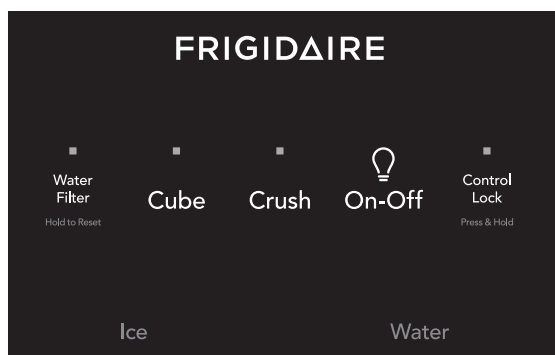 FRIGIDAIRE
Water
Filter
Hold to Reset
Cube
Crush
On-Off
Control
Lock
Press & Hold
Ice
Water